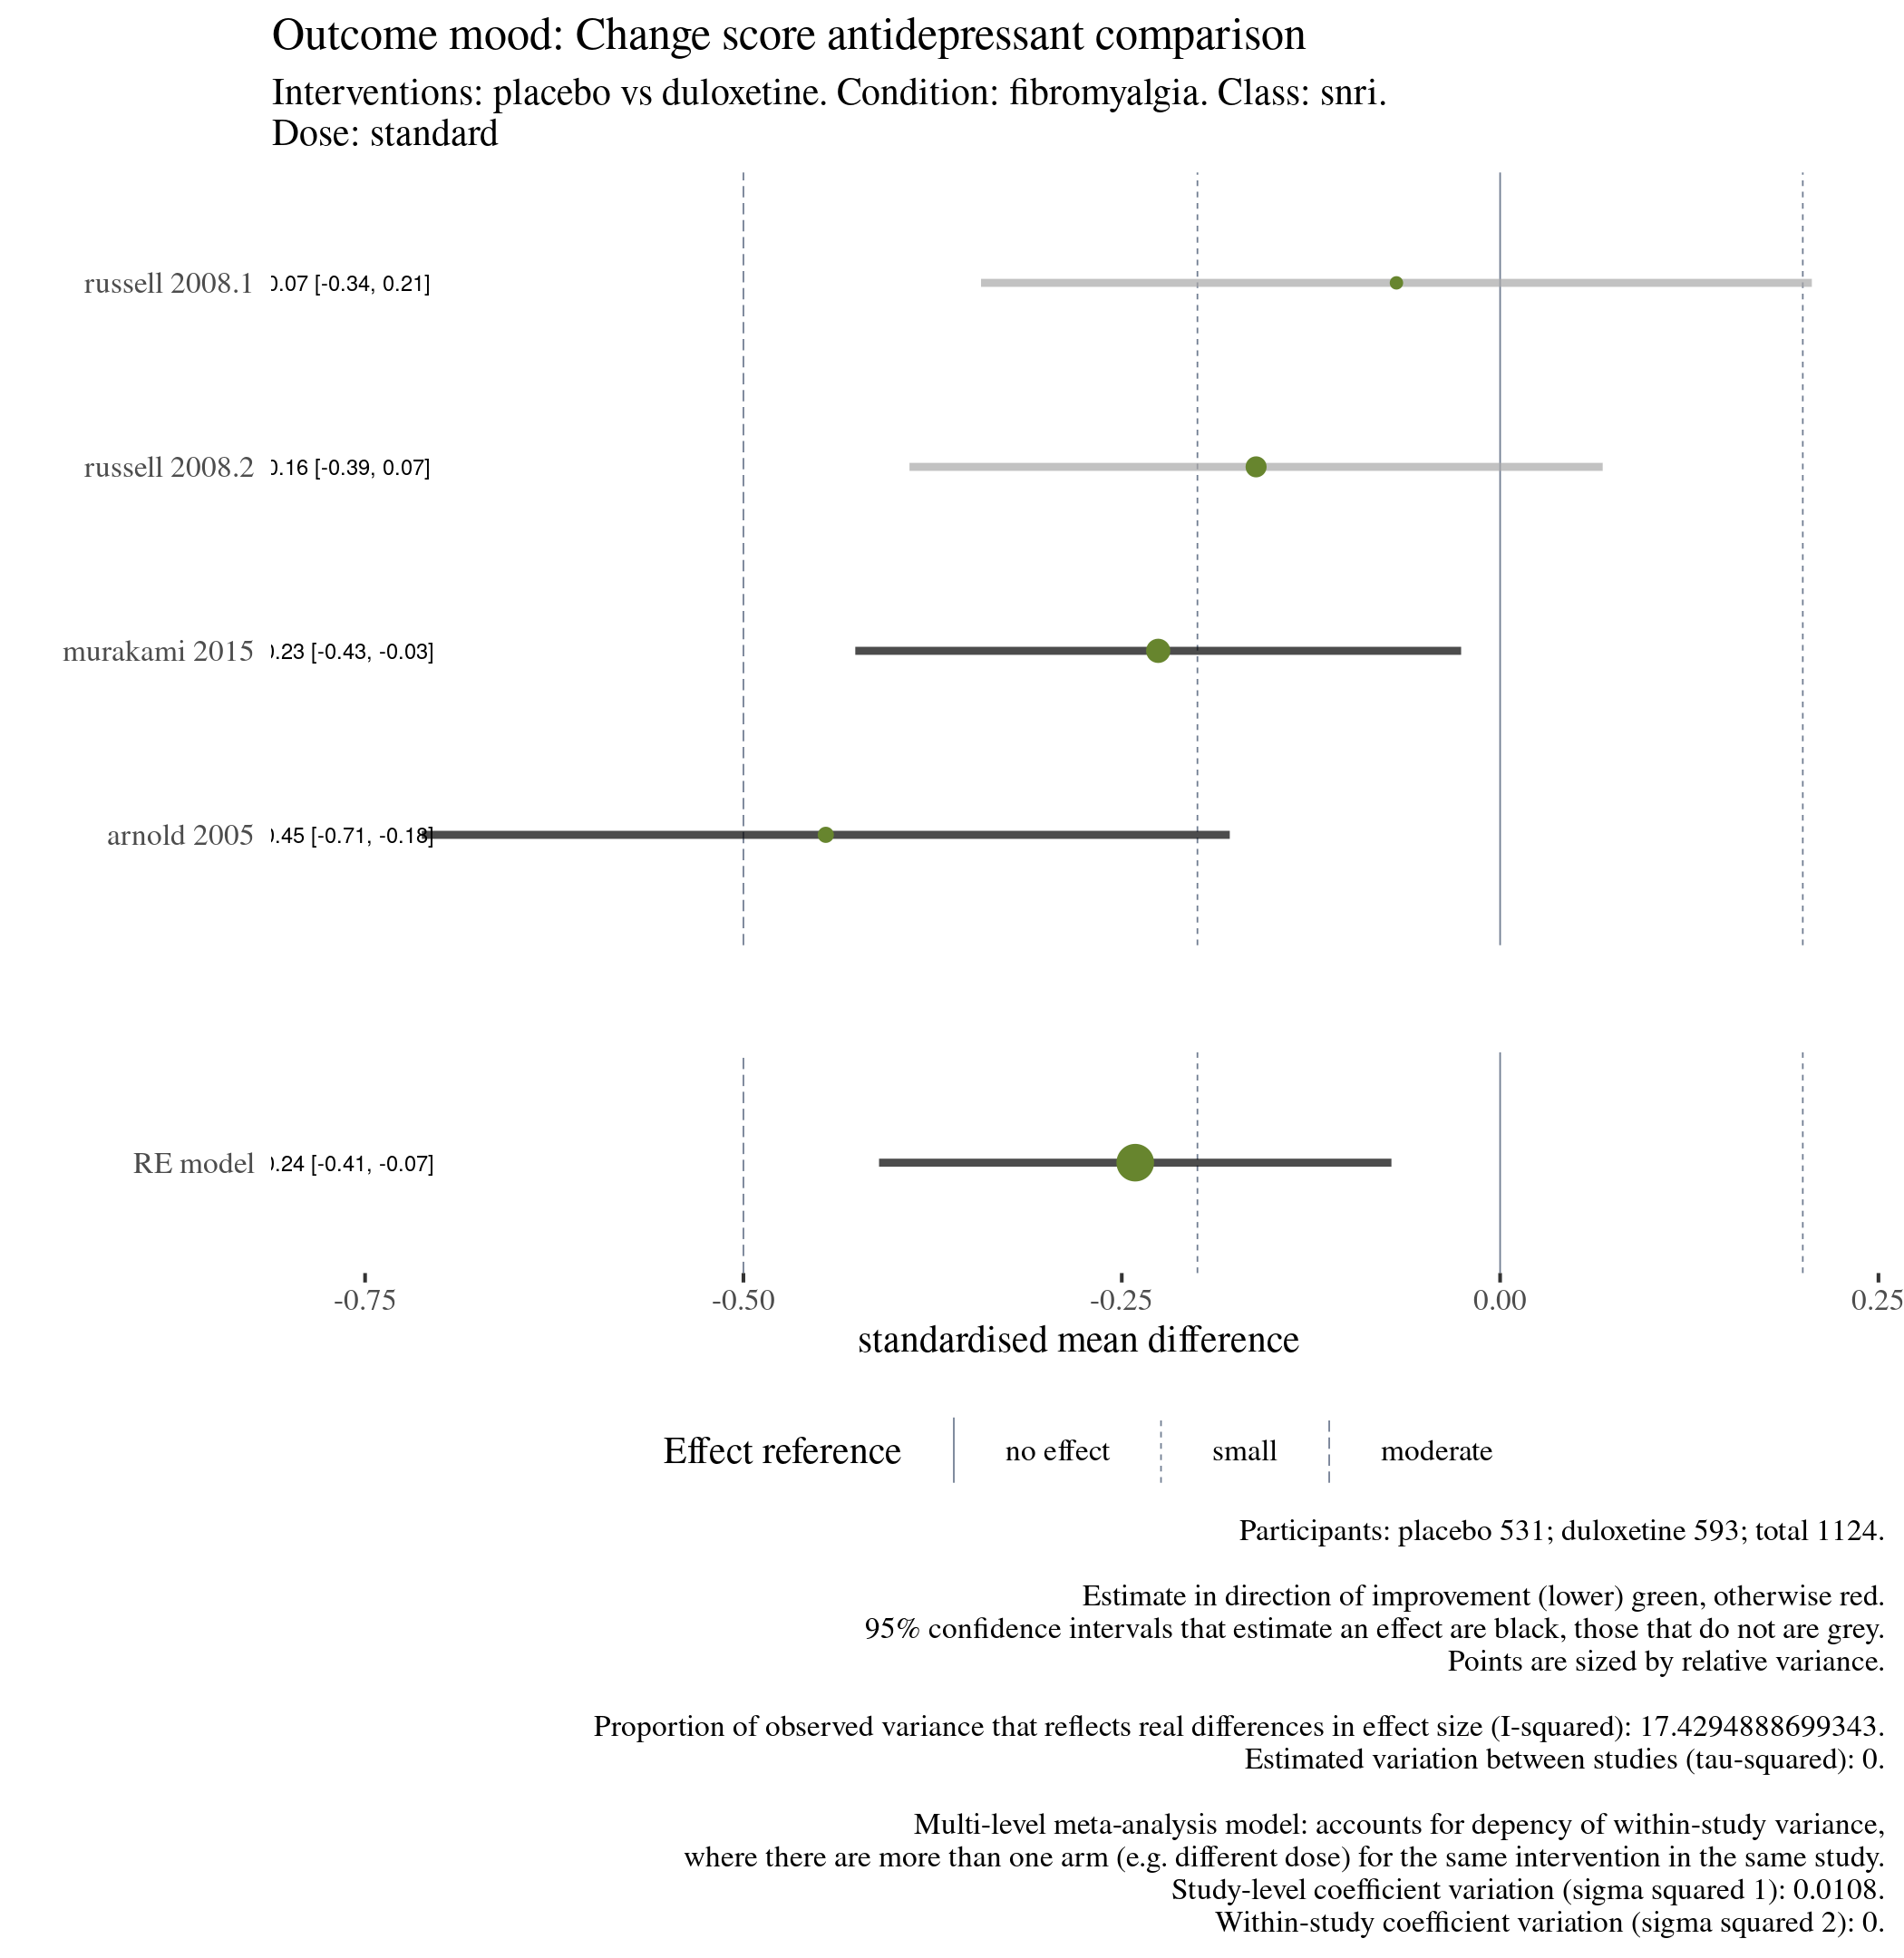 Outcome mood: Change score antidepressant comparison
Interventions: placebo vs duloxetine. Condition: fibromyalgia. Class: snri.
Dose: standard
russell 2008.1 0.07 [-0.34, 0.21]
russell 2008.2 0.16 [-0.39, 0.07]
murakami 2015 0.23 [-0.43, -0.03]
arnold 2005 0.45 [-0.71, -0.18]
RE model 0.24 [-0.41, -0.07]
-0.75 -0.50 -0.25 0.00 0.25
standardised mean difference
Effect reference no effect small moderate
Participants: placebo 531; duloxetine 593; total 1124.
Estimate in direction of improvement (lower) green, otherwise red.
95% confidence intervals that estimate an effect are black, those that do not are grey.
Points are sized by relative variance.
Proportion of observed variance that reflects real differences in effect size (I-squared): 17.4294888699343.
Estimated variation between studies (tau-squared): 0.
Multi-level meta-analysis model: accounts for depency of within-study variance,
where there are more than one arm (e.g. different dose) for the same intervention in the same study.
Study-level coefficient variation (sigma squared 1): 0.0108.
Within-study coefficient variation (sigma squared 2): 0.